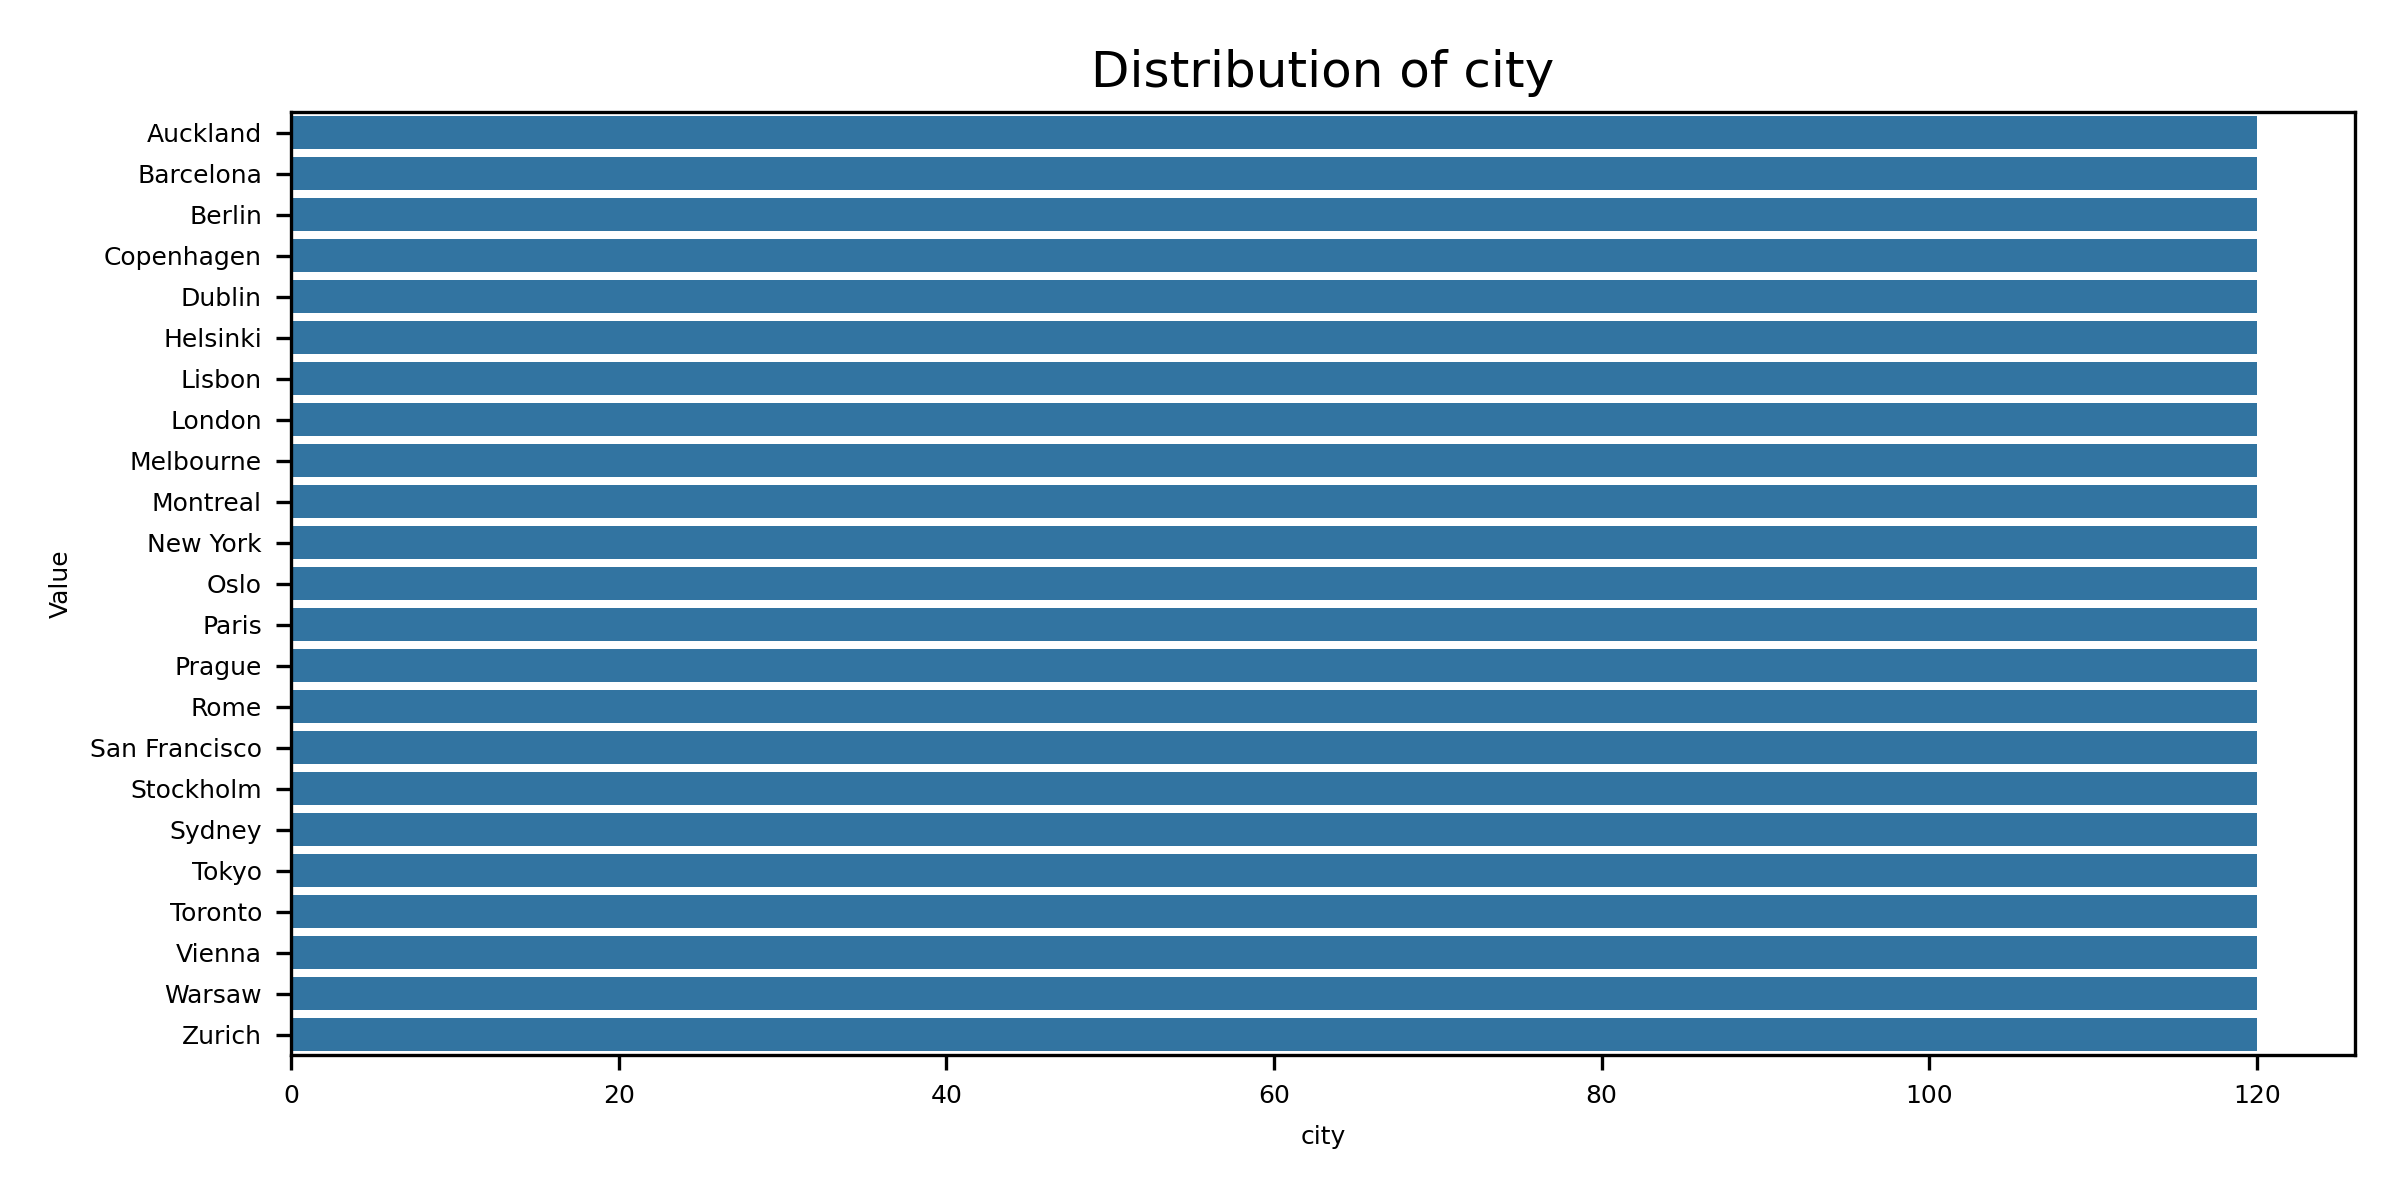 Distribution of city
Auckland
Barcelona
Berlin
Copenhagen
Dublin
Helsinki
Lisbon
London
Melbourne
Montreal
New York
Oslo
Paris
Prague
Rome
San Francisco
Stockholm
Sydney
Tokyo
Toronto
Vienna
Warsaw
Zurich
Value
0 20 40 60 80 100 120
city